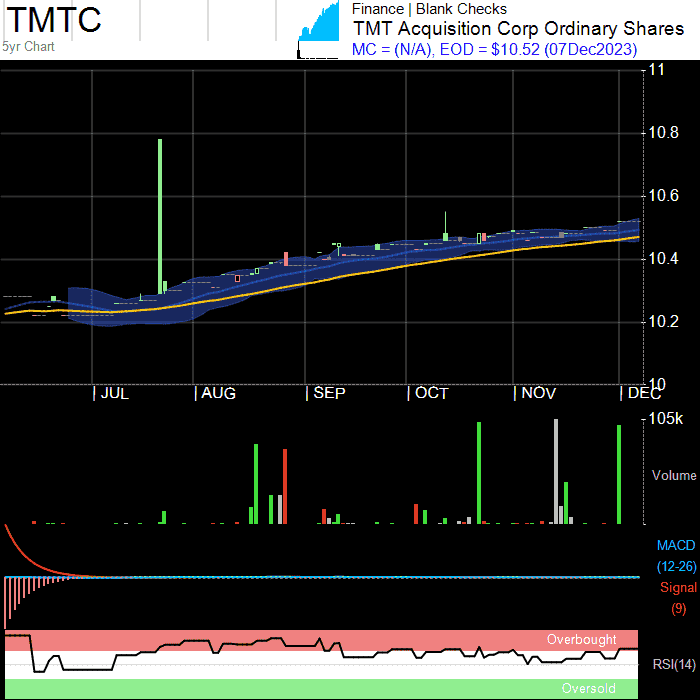 TMTC
5yr Chart
Finance | Blank Checks
TMT Acquisition Corp Ordinary Shares
MC = (N/A), EOD = $10.52 (07Dec2023)
11
10.8
10.6
10.4
10.2
10
JUL AUG SEP OCT NOV DEC
105k
Volume
MACD
(12-26)
Signal
(9)
Overbought
RSI(14)
Oversold